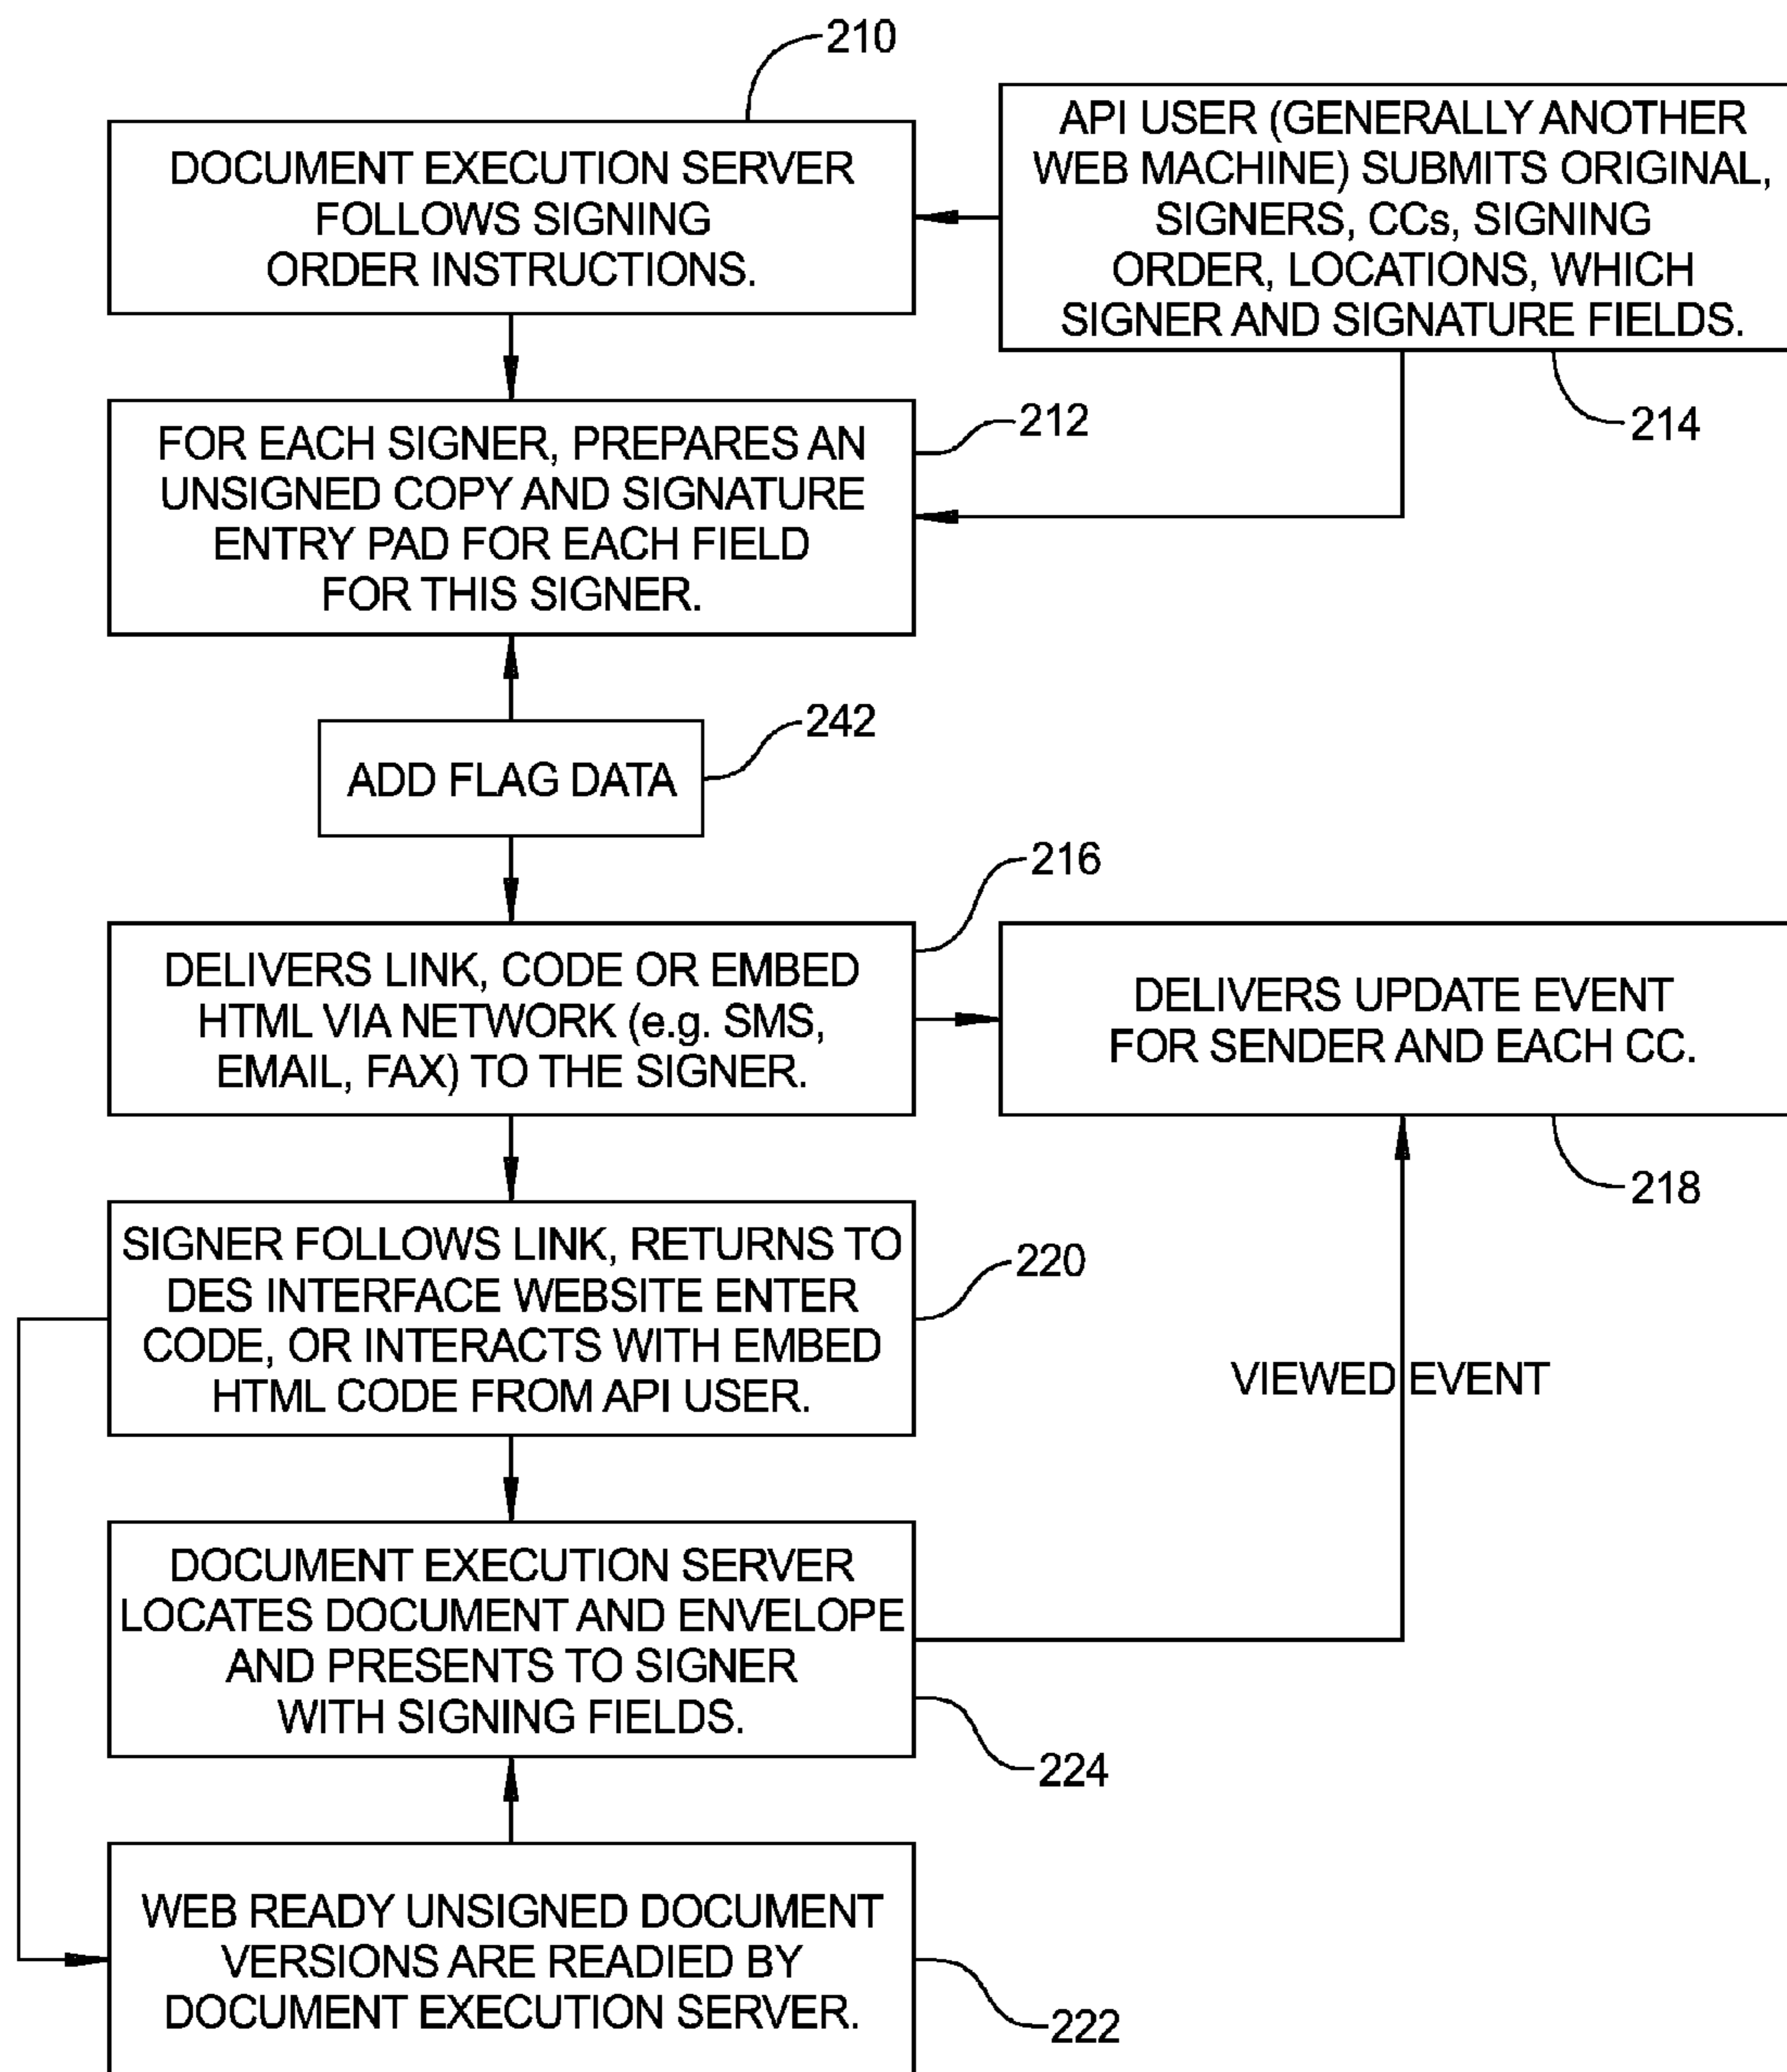 210
DOCUMENT EXECUTION SERVER
FOLLOWS SIGNING
ORDER INSTRUCTIONS.
API USER (GENERALLY ANOTHER
WEB MACHINE) SUBMITS ORIGINAL,
SIGNERS, CCs, SIGNING
ORDER, LOCATIONS, WHICH
SIGNER AND SIGNATURE FIELDS.
214
FOR EACH SIGNER, PREPARES AN
UNSIGNED COPY AND SIGNATURE
ENTRY PAD FOR EACH FIELD
FOR THIS SIGNER.
212
ADD FLAG DATA
242
216
DELIVERS LINK, CODE OR EMBED
HTML VIA NETWORK (e.g. SMS,
EMAIL, FAX) TO THE SIGNER.
DELIVERS UPDATE EVENT
FOR SENDER AND EACH CC.
218
SIGNER FOLLOWS LINK, RETURNS TO
DES INTERFACE WEBSITE ENTER
CODE, OR INTERACTS WITH EMBED
HTML CODE FROM API USER.
220
VIEWED EVENT
DOCUMENT EXECUTION SERVER
LOCATES DOCUMENT AND ENVELOPE
AND PRESENTS TO SIGNER
WITH SIGNING FIELDS.
224
WEB READY UNSIGNED DOCUMENT
VERSIONS ARE READIED BY
DOCUMENT EXECUTION SERVER.
222